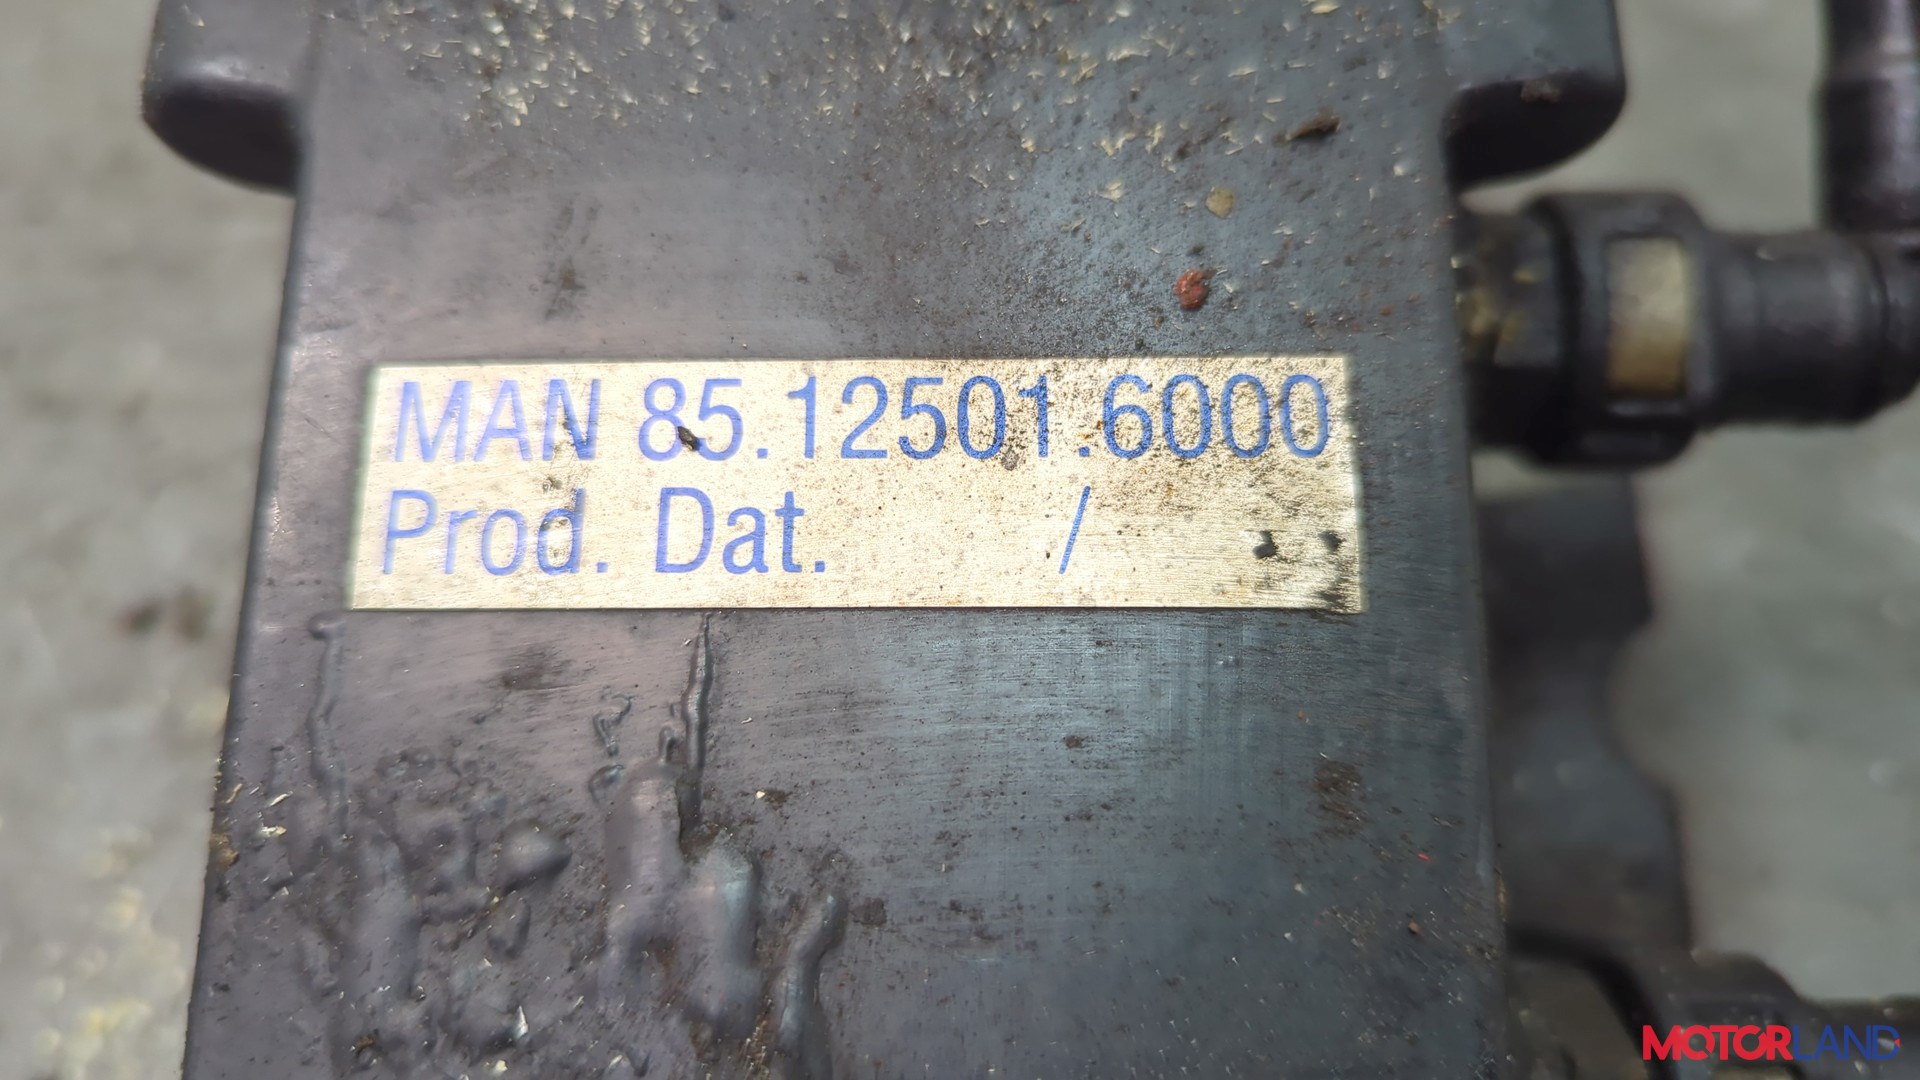 MAN 85.12501.6000
Prod. Dat. /
MOTORLAND